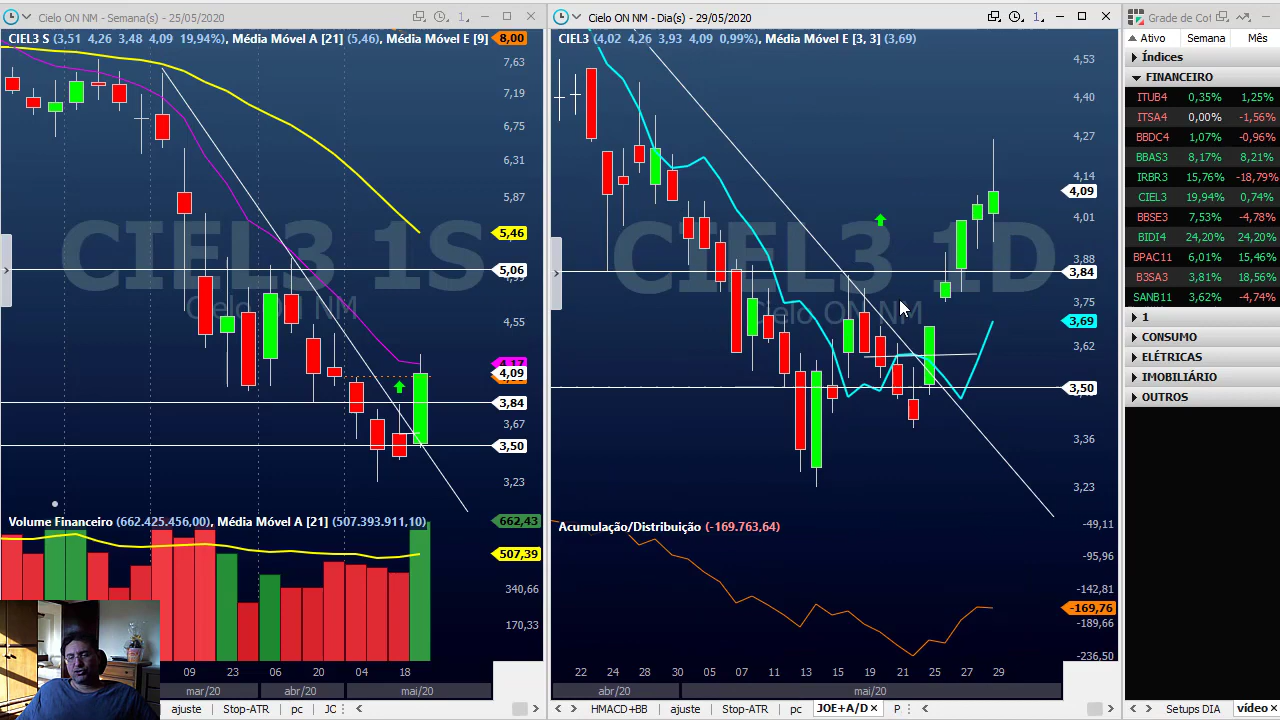 Cielo ON NM - Semana(s) - 25/05/2020
CIEL3 S (3,51 4,26 3,48 4,09 19,94%), Média Móvel A [21] (5,46), Média Móvel E [9]
8,00
7,63
7,19
6,75
6,31
5,87
5,46
5,06
4,55
4,17
4,09
3,84
3,67
3,50
3,23
CIEL3 1S
Cielo ON NM
Volume Financeiro (662.425.456,00), Média Móvel A [21] (507.393.911,10)
662,43
507,39
340,66
170,33
09 23 06 20 04 18
mar/20 abr/20 mai/20
ajuste Stop-ATR pc
Cielo ON NM - Dia(s) - 29/05/2020
CIEL3 (4,02 4,26 3,93 4,09 0,99%), Média Móvel E [3, 3] (3,69)
4,53
4,40
4,27
4,14
4,09
4,01
3,88
3,84
3,75
3,69
3,62
3,50
3,36
3,23
CIEL3 1D
Cielo ON NM
Acumulação/Distribuição (-169.763,64)
-49,11
-95,96
-142,81
-169,76
-189,66
-236,50
22 24 28 30 05 07 11 13 15 19 21 25 27 29
abr/20 mai/20
HMACD+BB ajuste Stop-ATR pc JOE+A/D P
Grade de Cot
Ativo Semana Mês
Índices
FINANCEIRO
ITUB4 0,35% 1,25%
ITSA4 0,00% -1,56%
BBDC4 1,07% -0,96%
BBAS3 8,17% 8,21%
IRBR3 15,76% -18,79%
CIEL3 19,94% 0,74%
BBSE3 7,53% -4,78%
BIDI4 24,20% 24,20%
BPAC11 6,01% 15,46%
B3SA3 3,81% 18,56%
SANB11 3,62% -4,74%
1
CONSUMO
ELÉTRICAS
IMOBILIÁRIO
OUTROS
Setups DIA vídeo